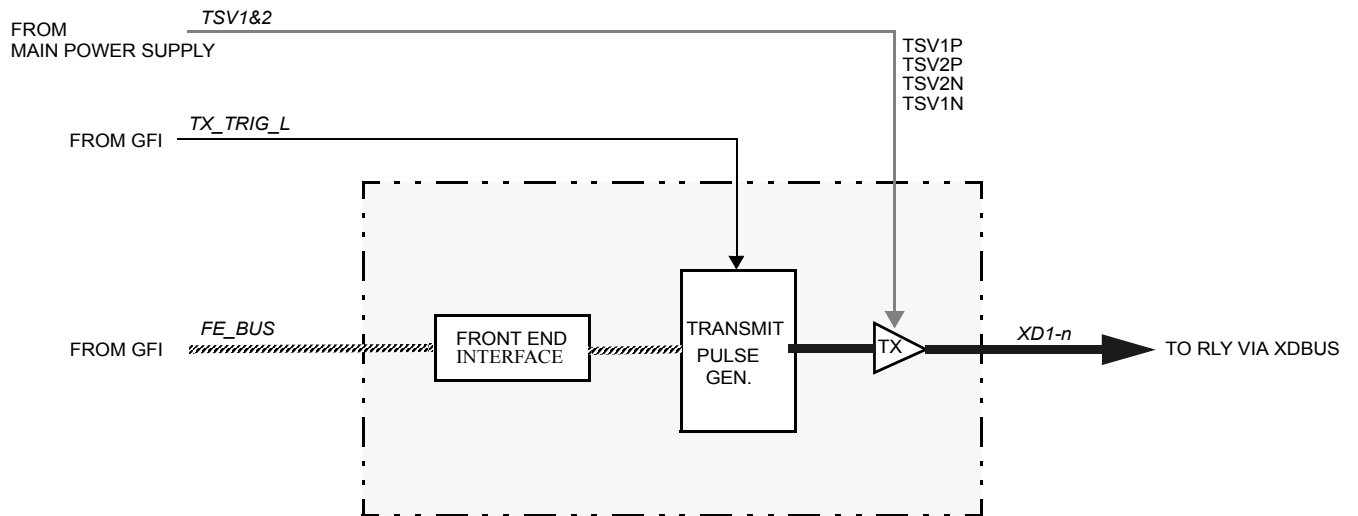 TSV1&2
FROM
MAIN POWER SUPPLY
TSV1P
TSV2P
TSV2N
TSV1N
TX_TRIG_L
FROM GFI
FE_BUS
FROM GFI
FRONT END
INTERFACE
TRANSMIT
PULSE
GEN.
TX
XD1-n
TO RLY VIA XDBUS